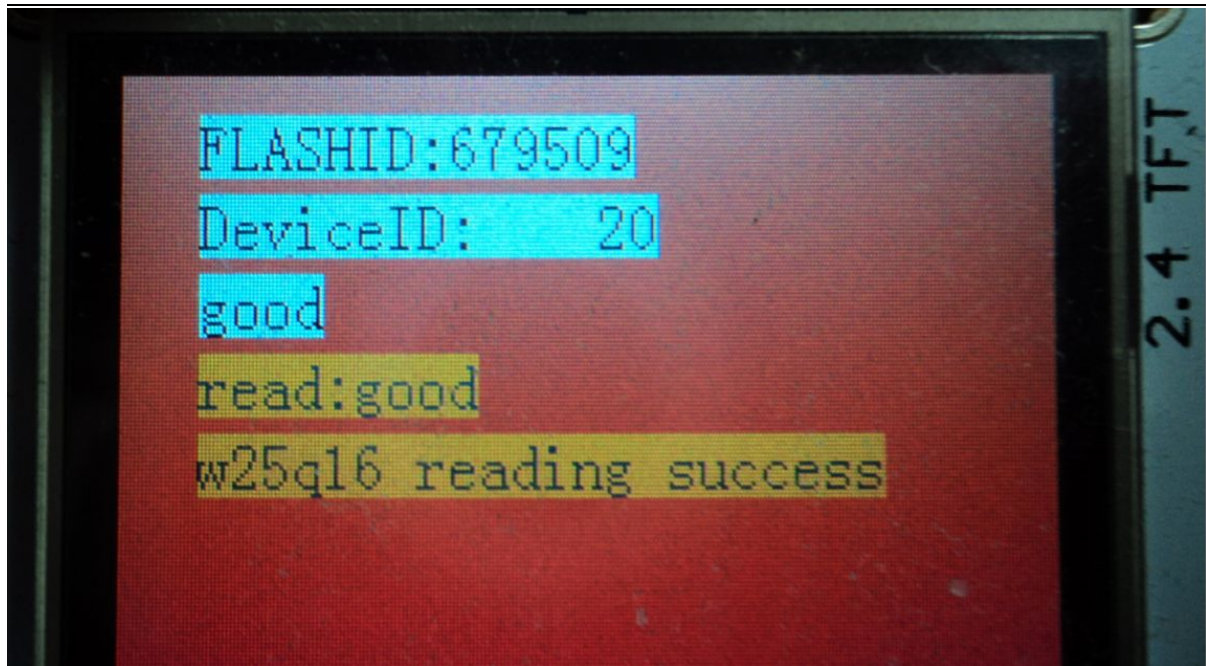 FLASHID:679509
DeviceID:    20
good
read:good
w25q16 reading success
2.4 TFT